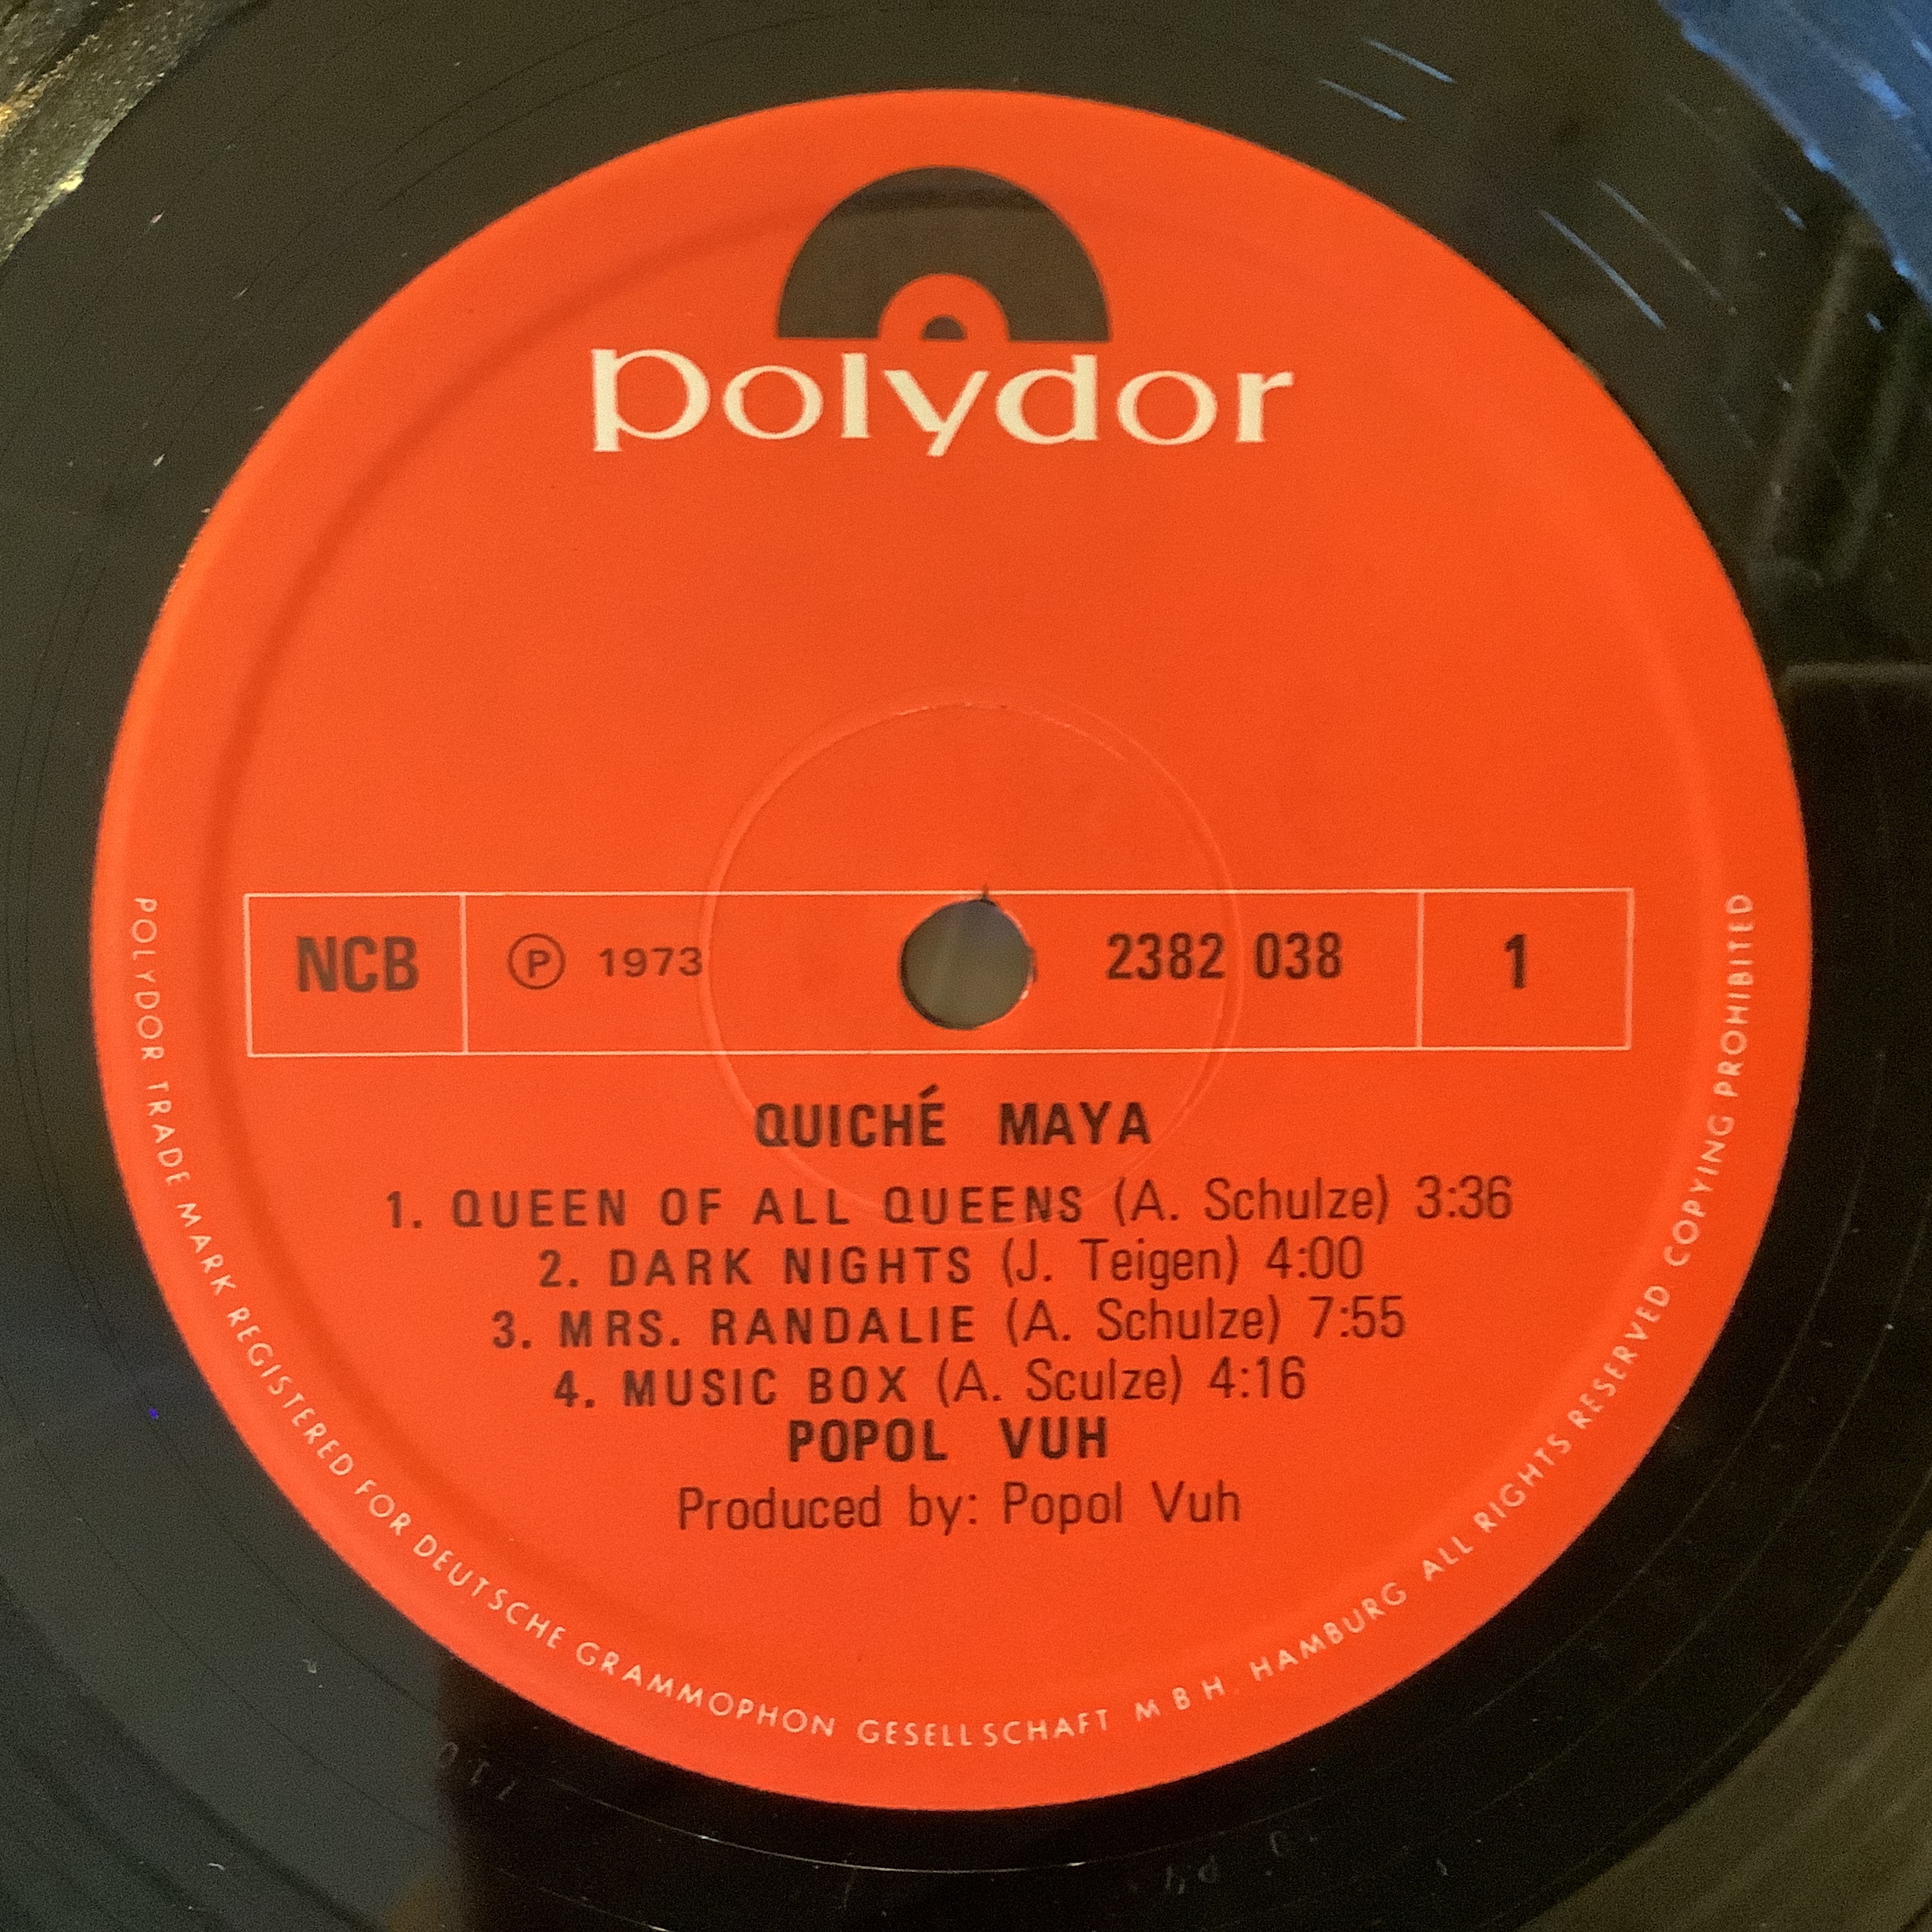 polydor
NCB ℗ 1973 2382 038 1
QUICHÉ MAYA
1. QUEEN OF ALL QUEENS (A. Schulze) 3:36
2. DARK NIGHTS (J. Teigen) 4:00
3. MRS. RANDALIE (A. Schulze) 7:55
4. MUSIC BOX (A. Sculze) 4:16
POPOL VUH
Produced by: Popol Vuh
POLYDOR TRADE MARK REGISTERED FOR DEUTSCHE GRAMMOPHON GESELLSCHAFT M B H. HAMBURG ALL RIGHTS RESERVED COPYING PROHIBITED